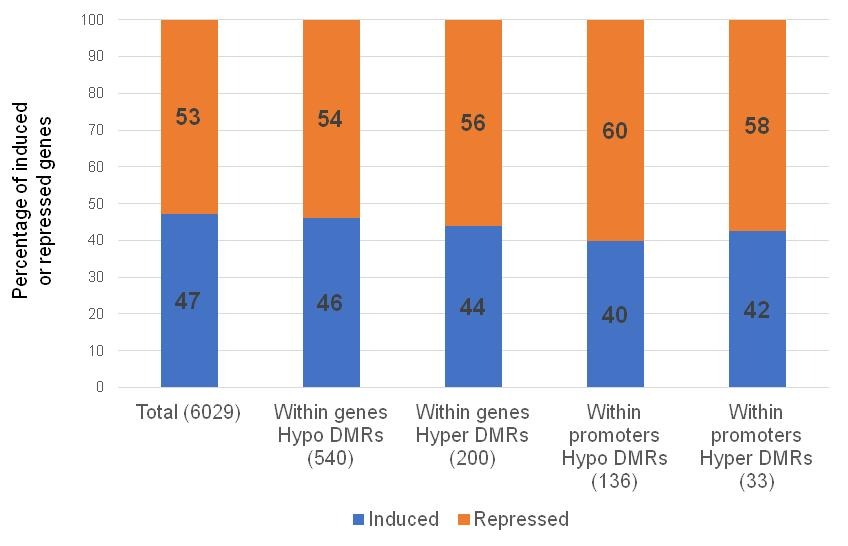 Percentage of induced
or repressed genes
100
90
80
70
60
50
40
30
20
10
0
53
54
56
60
58
47
46
44
40
42
Total (6029)
Within genes
Hypo DMRs
(540)
Within genes
Hyper DMRs
(200)
Within
promoters
Hypo DMRs
(136)
Within
promoters
Hyper DMRs
(33)
Induced
Repressed